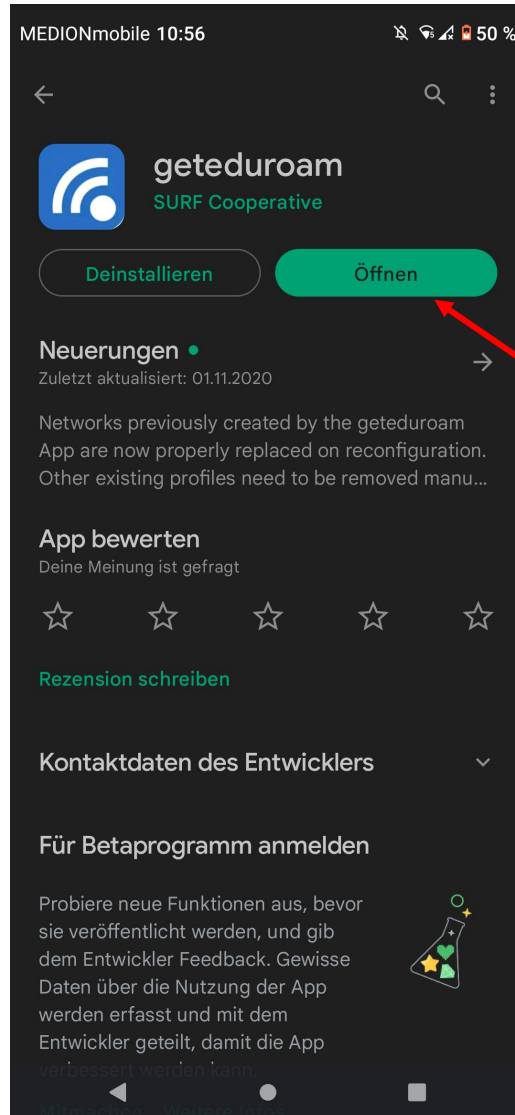 MEDIONmobile 10:56 50 %
geteduroam
SURF Cooperative
Deinstallieren
Öffnen
Neuerungen
Zuletzt aktualisiert: 01.11.2020
Networks previously created by the geteduroam
App are now properly replaced on reconfiguration.
Other existing profiles need to be removed manu...
App bewerten
Deine Meinung ist gefragt
Rezension schreiben
Kontaktdaten des Entwicklers
Für Betaprogramm anmelden
Probiere neue Funktionen aus, bevor
sie veröffentlicht werden, und gib
dem Entwickler Feedback. Gewisse
Daten über die Nutzung der App
werden erfasst und mit dem
Entwickler geteilt, damit die App
verbessert werden kann.
Mitmachen Weitere Infos